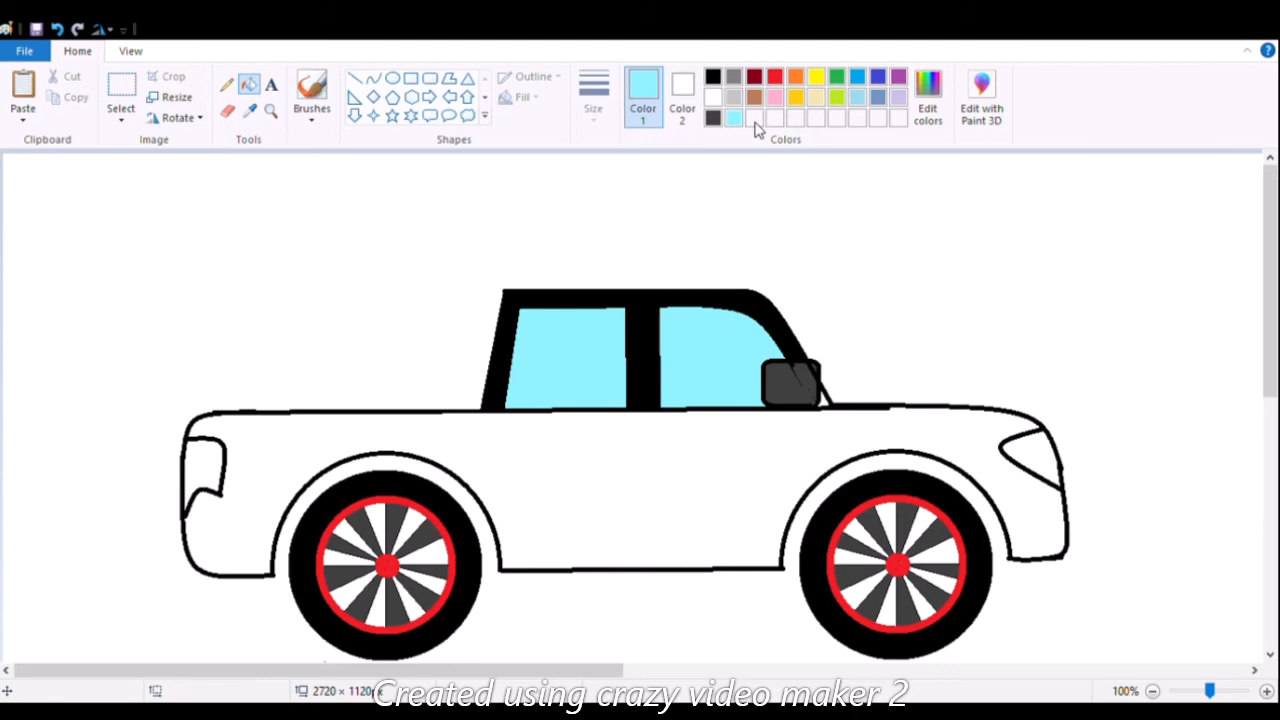 File Home View
Paste
Cut
Copy
Clipboard
Select
Crop
Resize
Rotate
Image
A
Tools
Brushes
Shapes
Outline
Fill
Size
Color
1
Color
2
Colors
Edit
colors
Edit with
Paint 3D
2720 × 1120px
100%
Created using crazy video maker 2